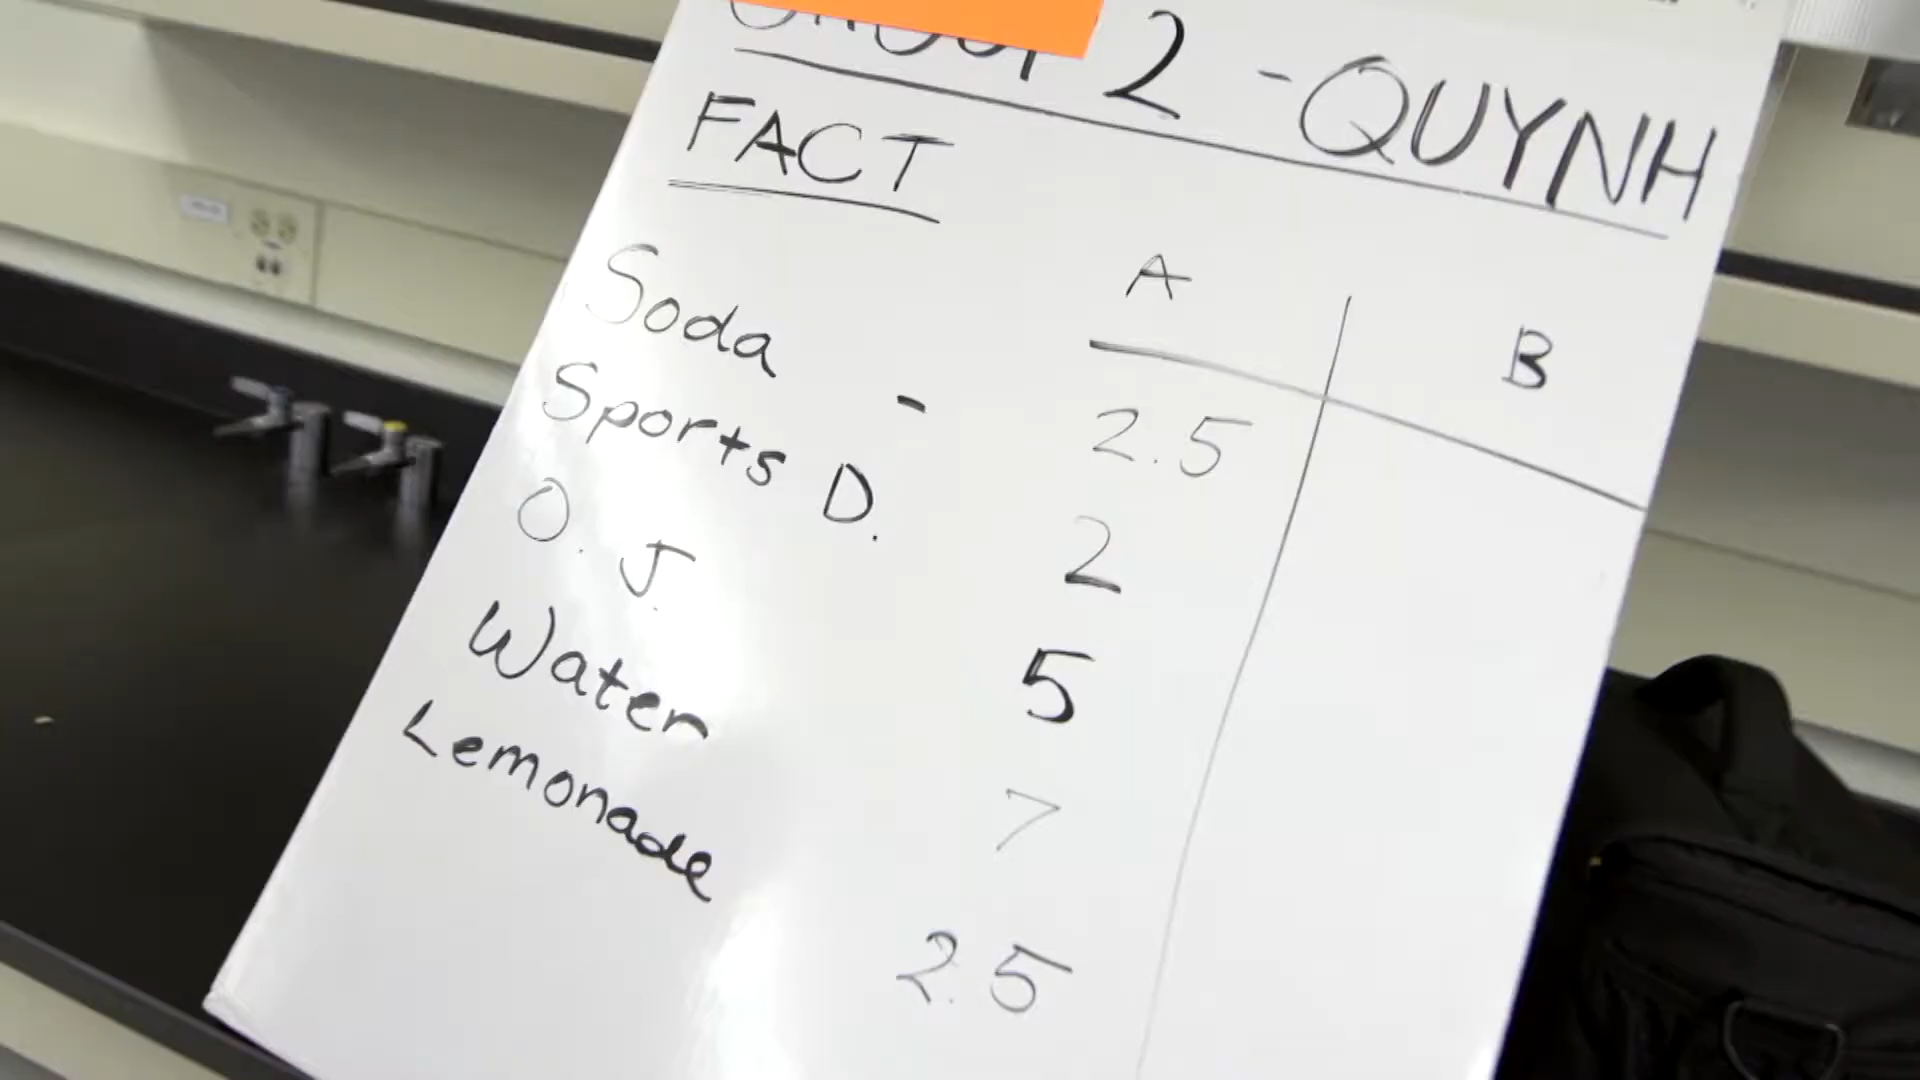 2 - QUYNH
FACT
A B
Soda - 2.5
Sports D. 2
O. J. 5
Water 7
Lemonade 2.5